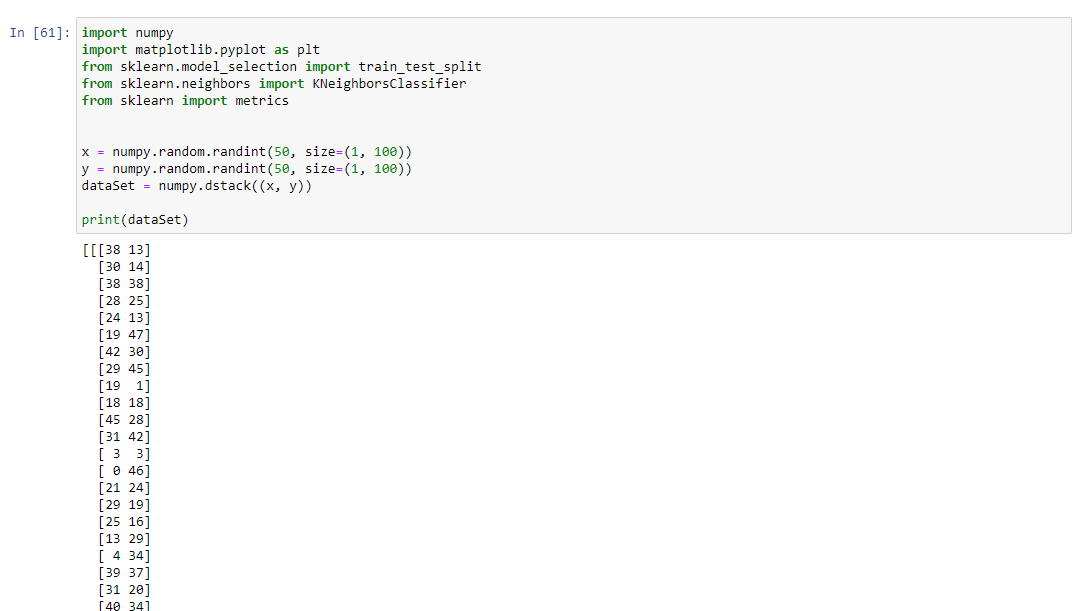 In [61]: import numpy
import matplotlib.pyplot as plt
from sklearn.model_selection import train_test_split
from sklearn.neighbors import KNeighborsClassifier
from sklearn import metrics
x = numpy.random.randint(50, size=(1, 100))
y = numpy.random.randint(50, size=(1, 100))
dataSet = numpy.dstack((x, y))
print(dataSet)
[[[38 13]
[30 14]
[38 38]
[28 25]
[24 13]
[19 47]
[42 30]
[29 45]
[19  1]
[18 18]
[45 28]
[31 42]
[ 3  3]
[ 0 46]
[21 24]
[29 19]
[25 16]
[13 29]
[ 4 34]
[39 37]
[31 20]
[40 34]